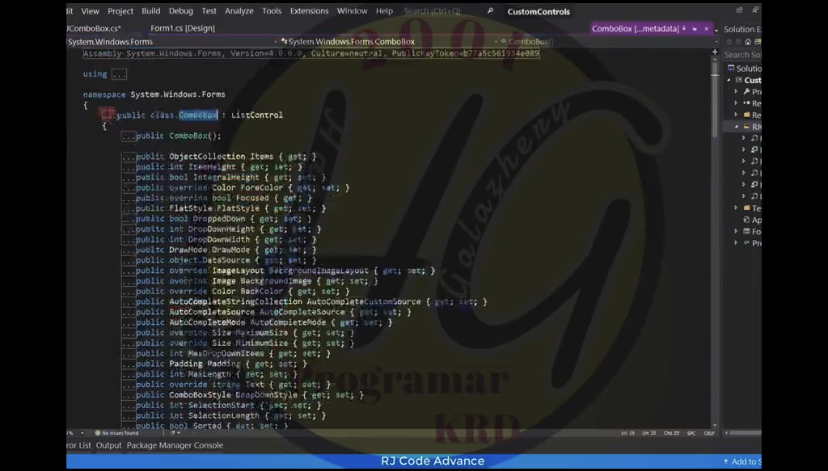 it View Project Build Debug Test Analyze Tools Extensions Window Help Search (Ctrl+Q) CustomControls
JComboBox.cs* Form1.cs [Design] ComboBox [...metadata] Solution E
System.Windows.Forms System.Windows.Forms.ComboBox ComboBox()
Assembly System.Windows.Forms, Version=4.0.0.0, Culture=neutral, PublicKeyToken=b77a5c561934e089
using ...
namespace System.Windows.Forms
{
public class ComboBox : ListControl
{
... public ComboBox();
... public ObjectCollection Items { get; }
... public int ItemHeight { get; set; }
... public bool IntegralHeight { get; set; }
... public override Color ForeColor { get; set; }
... public override bool Focused { get; }
... public FlatStyle FlatStyle { get; set; }
... public bool DroppedDown { get; set; }
... public int DropDownHeight { get; set; }
... public int DropDownWidth { get; set; }
... public DrawMode DrawMode { get; set; }
... public object DataSource { get; set; }
... public override ImageLayout BackgroundImageLayout { get; set; }
... public override Image BackgroundImage { get; set; }
... public override Color BackColor { get; set; }
... public AutoCompleteStringCollection AutoCompleteCustomSource { get; set; }
... public AutoCompleteSource AutoCompleteSource { get; set; }
... public AutoCompleteMode AutoCompleteMode { get; set; }
... public override Size MaximumSize { get; set; }
... public override Size MinimumSize { get; set; }
... public int MaxDropDownItems { get; set; }
... public Padding Padding { get; set; }
... public int MaxLength { get; set; }
... public override string Text { get; set; }
... public ComboBoxStyle DropDownStyle { get; set; }
... public int SelectionStart { get; set; }
... public int SelectionLength { get; set; }
... public bool Sorted { get; set; }
No issues found SPC CRLF
ror List Output Package Manager Console
RJ Code Advance
Add to S
Search Sol
Solutio
Cust
HG
Galazheny
Programar
KRD